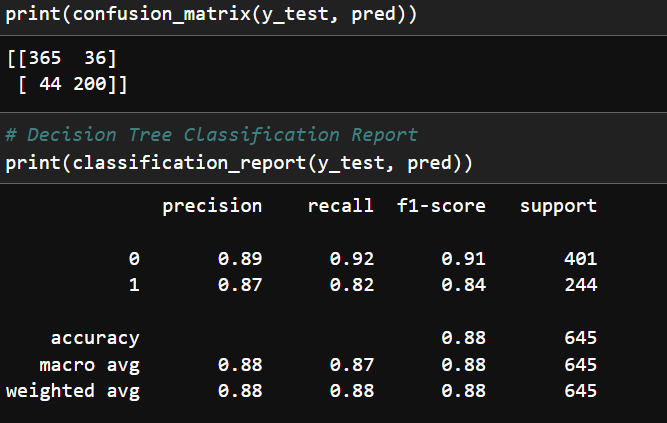 print(confusion_matrix(y_test, pred))
[[365  36]
 [ 44 200]]
# Decision Tree Classification Report
print(classification_report(y_test, pred))
              precision    recall  f1-score   support
           0       0.89      0.92      0.91       401
           1       0.87      0.82      0.84       244
    accuracy                           0.88       645
   macro avg       0.88      0.87      0.88       645
weighted avg       0.88      0.88      0.88       645